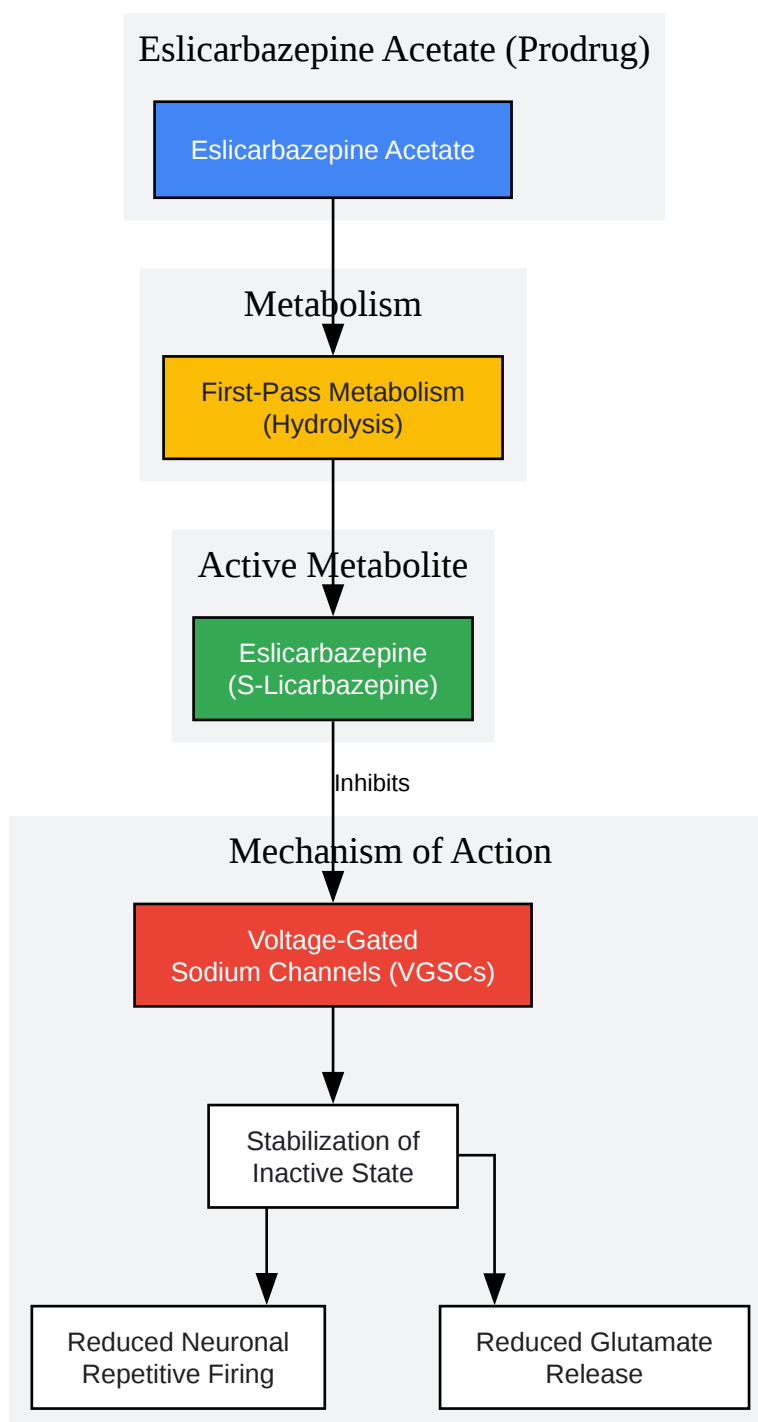 Eslicarbazepine Acetate (Prodrug)
Eslicarbazepine Acetate
Metabolism
First-Pass Metabolism
(Hydrolysis)
Active Metabolite
Eslicarbazepine
(S-Licarbazepine)
Inhibits
Mechanism of Action
Voltage-Gated
Sodium Channels (VGSCs)
Stabilization of
Inactive State
Reduced Neuronal
Repetitive Firing
Reduced Glutamate
Release